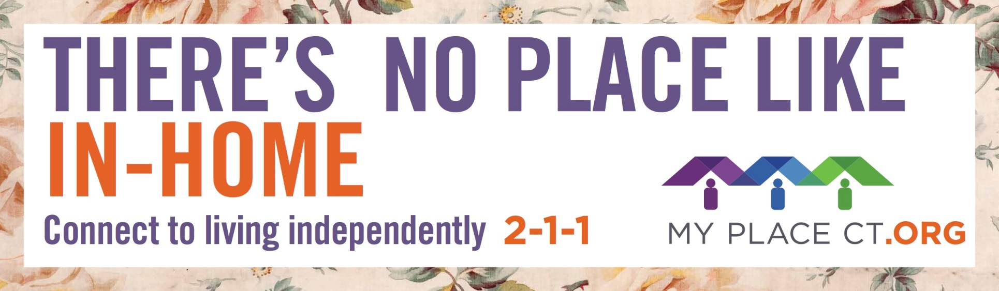 THERE'S NO PLACE LIKE
IN-HOME
Connect to living independently 2-1-1
MY PLACE CT.ORG